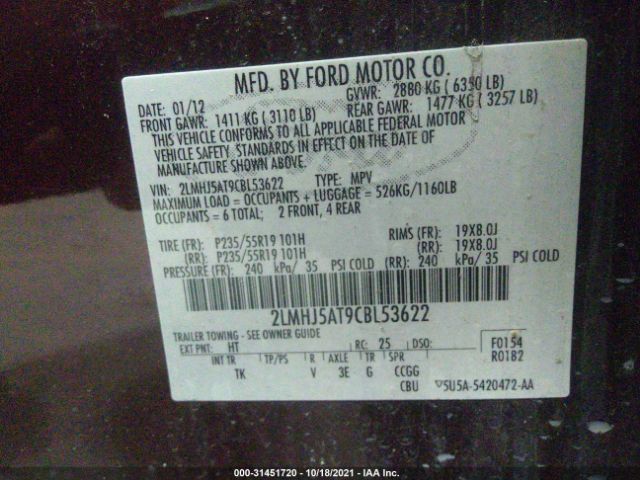 MFD. BY FORD MOTOR CO.
DATE: 01/12 GVWR: 2880 KG ( 6350 LB)
FRONT GAWR: 1411 KG ( 3110 LB) REAR GAWR: 1477 KG ( 3257 LB)
THIS VEHICLE CONFORMS TO ALL APPLICABLE FEDERAL MOTOR
VEHICLE SAFETY. STANDARDS IN EFFECT ON THE DATE OF
MANUFACTURE SHOWN ABOVE.
VIN: 2LMHJ5AT9CBL53622 TYPE: MPV
MAXIMUM LOAD = OCCUPANTS + LUGGAGE = 526KG/1160LB
OCCUPANTS = 6 TOTAL; 2 FRONT, 4 REAR
TIRE (FR): P235/55R19 101H RIMS (FR): 19X8.0J
(RR): P235/55R19 101H (RR): 19X8.0J
PRESSURE (FR): 240 kPa/ 35 PSI COLD (RR): 240 kPa/ 35 PSI COLD
2LMHJ5AT9CBL53622
TRAILER TOWING - SEE OWNER GUIDE
EXT PNT: HT RC: 25 DSO: F0154
INT TR TP/PS R AXLE TR SPR R0182
TK V 3E G CCGG
CBU 5U5A-5420472-AA
000-31451720 - 10/18/2021 - IAA Inc.